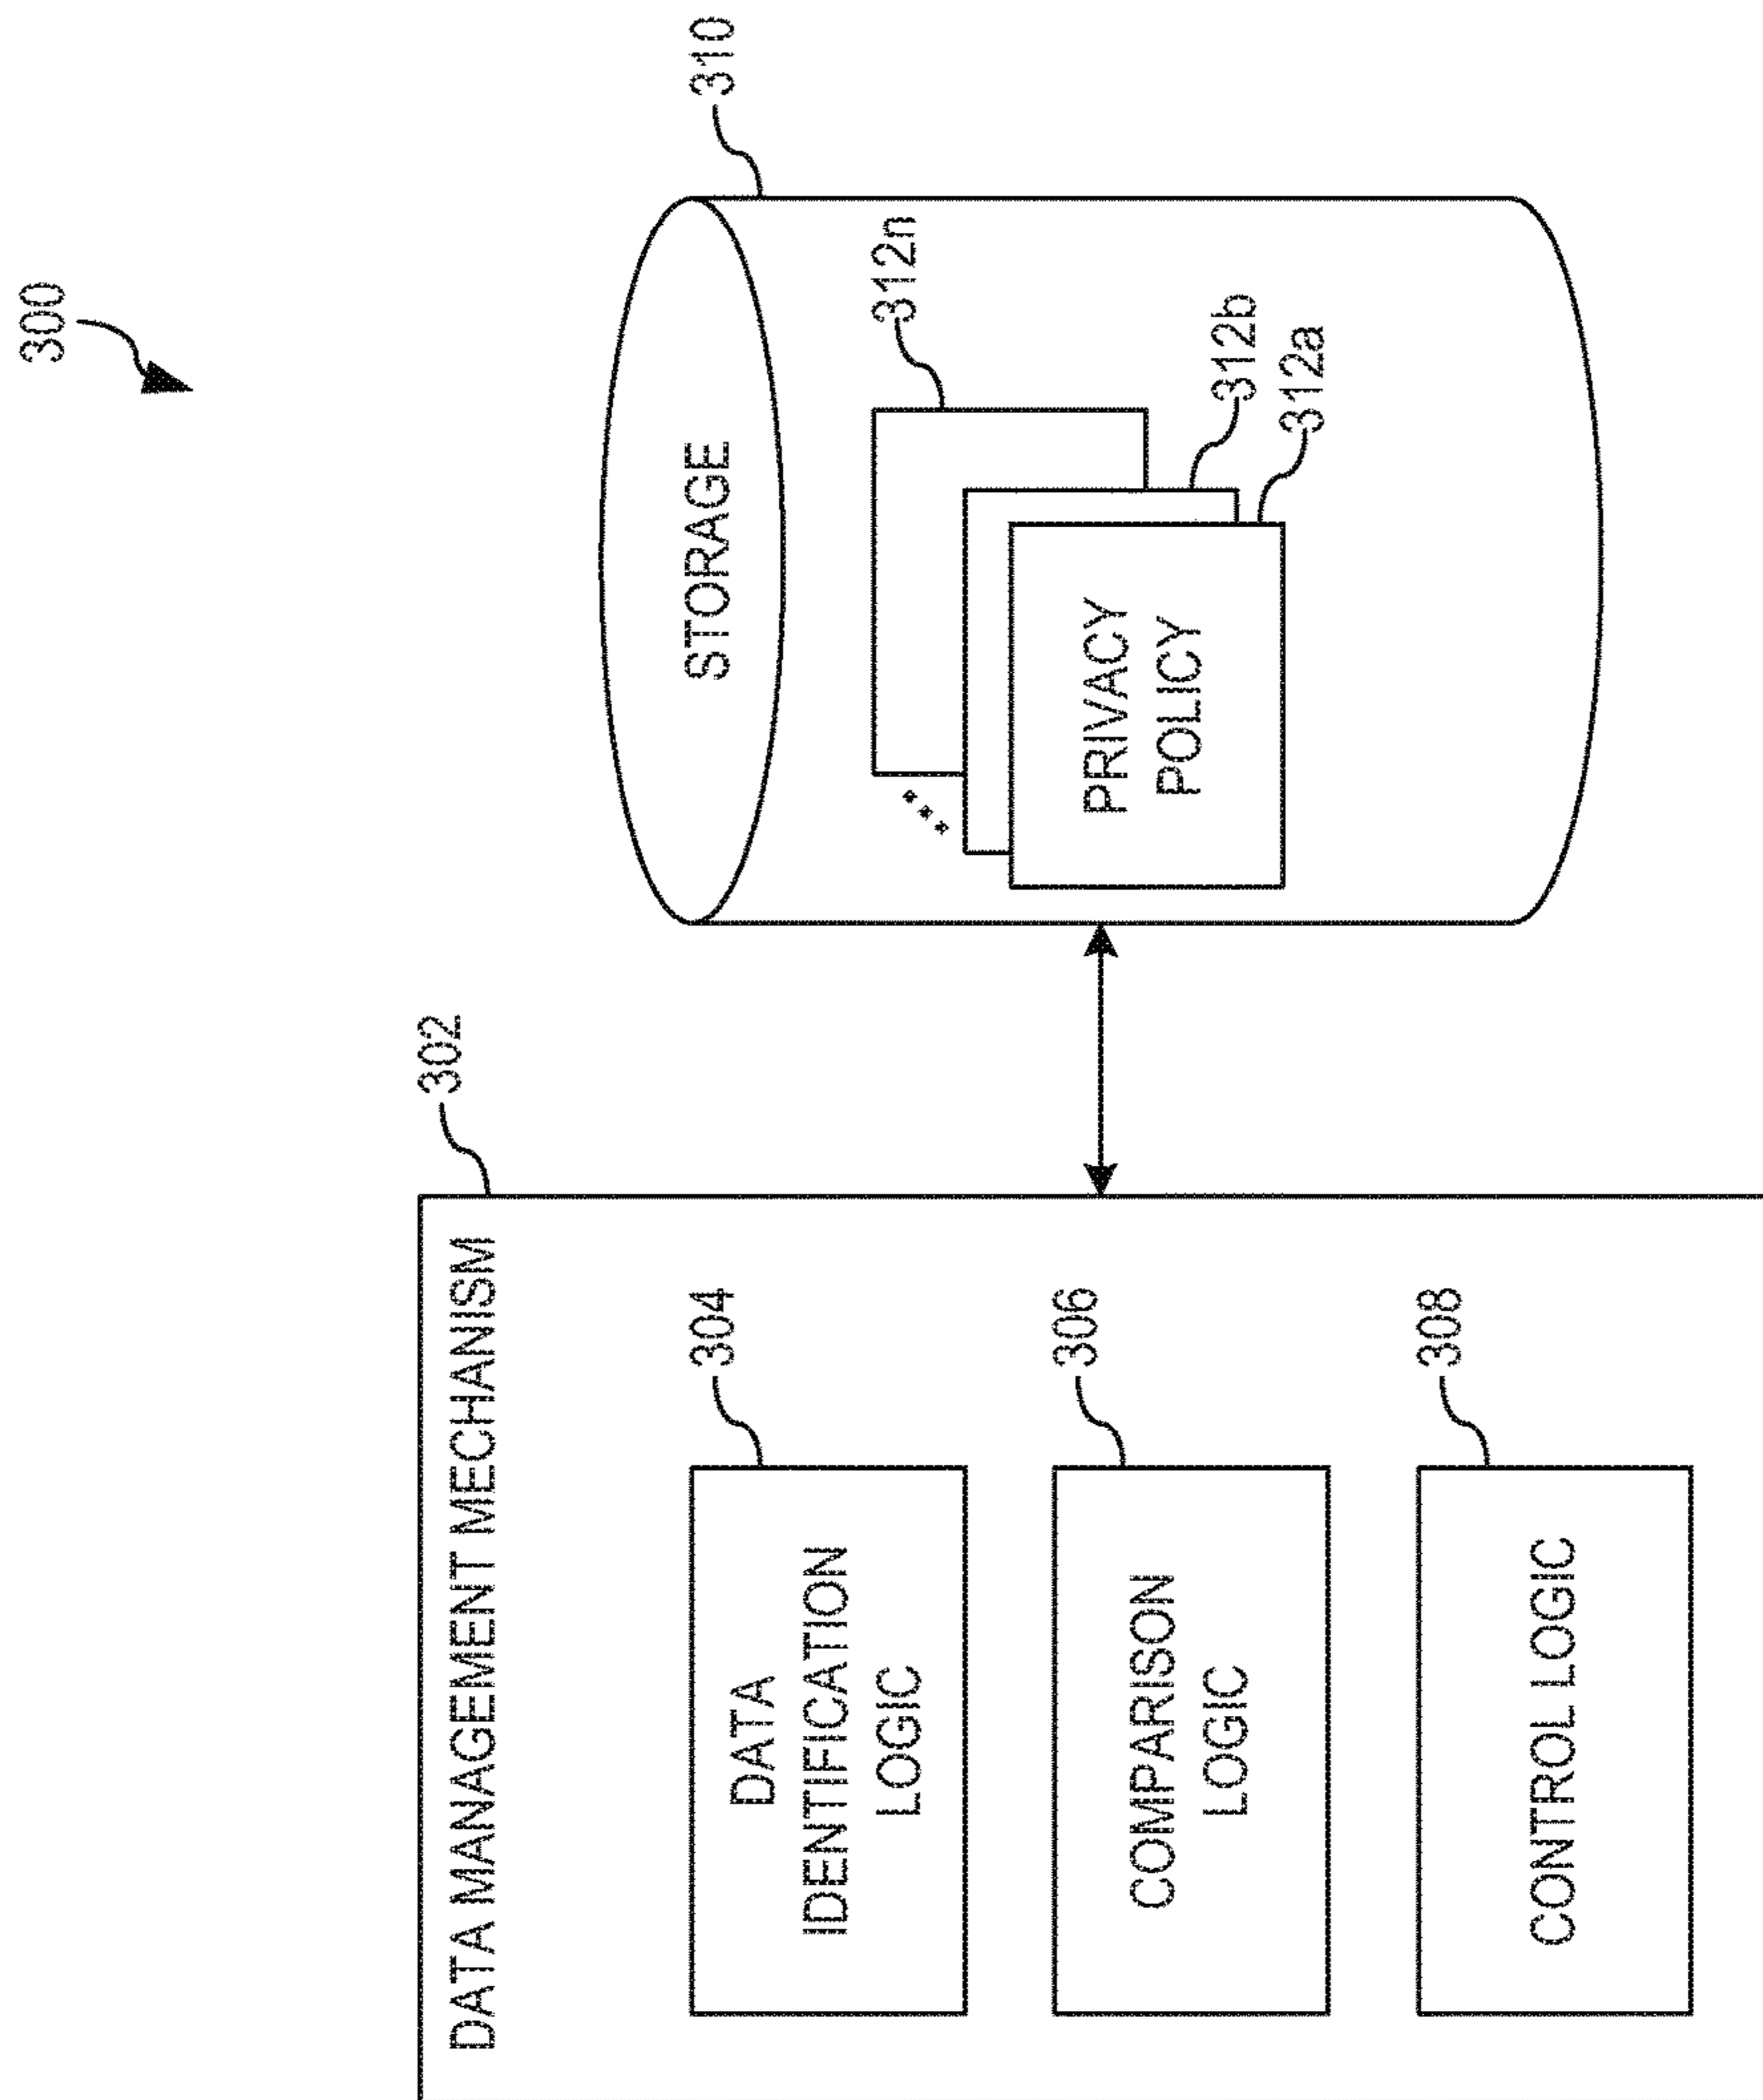 300
302
DATA MANAGEMENT MECHANISM
304
DATA
IDENTIFICATION
LOGIC
306
COMPARISON
LOGIC
308
CONTROL LOGIC
310
STORAGE
312n
312b
312a
PRIVACY
POLICY